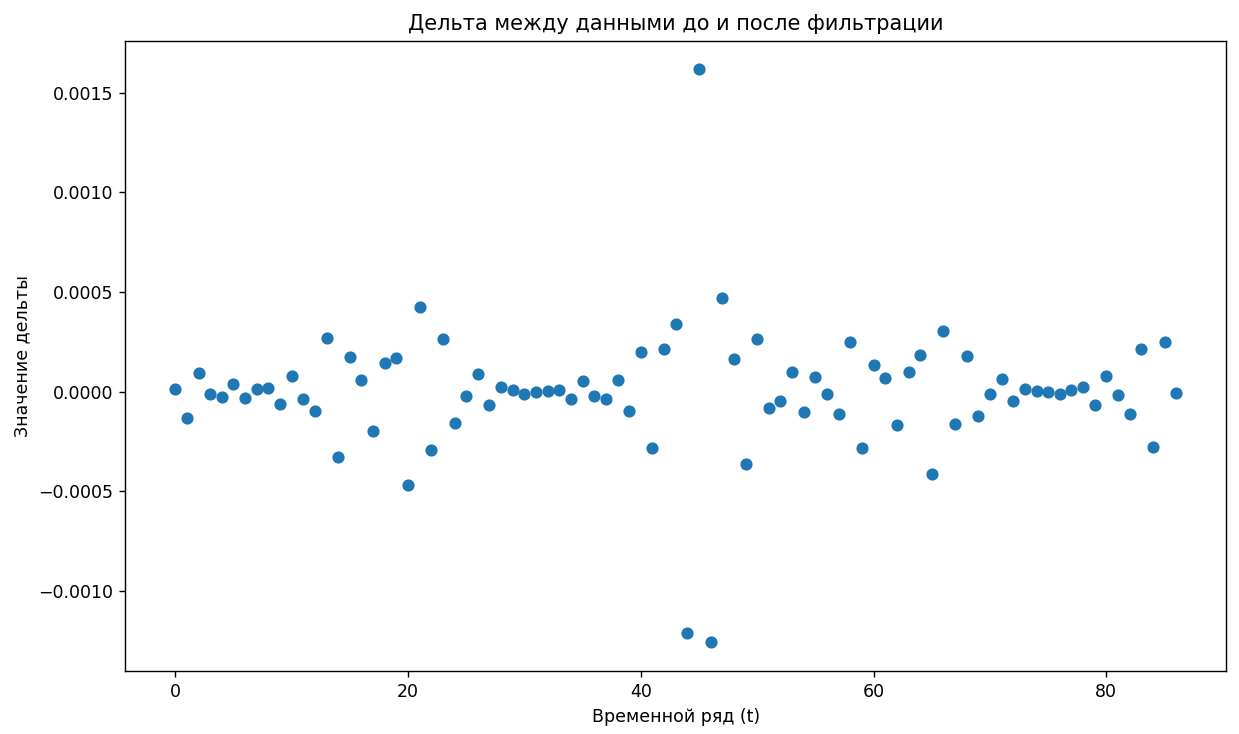 Дельта между данными до и после фильтрации
Значение дельты
0.0015
0.0010
0.0005
0.0000
−0.0005
−0.0010
0 20 40 60 80
Временной ряд (t)